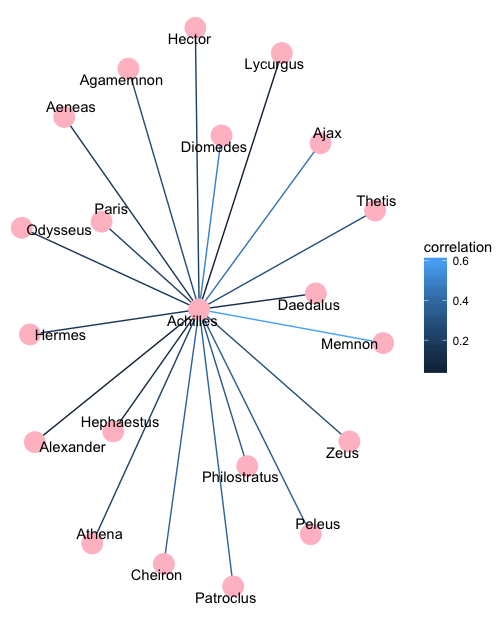 Hector
Lycurgus
Agamemnon
Aeneas
Ajax
Diomedes
Thetis
Paris
Odysseus
correlation
0.6
0.4
0.2
Daedalus
Achilles
Hermes
Memnon
Hephaestus
Alexander
Zeus
Philostratus
Peleus
Athena
Cheiron
Patroclus